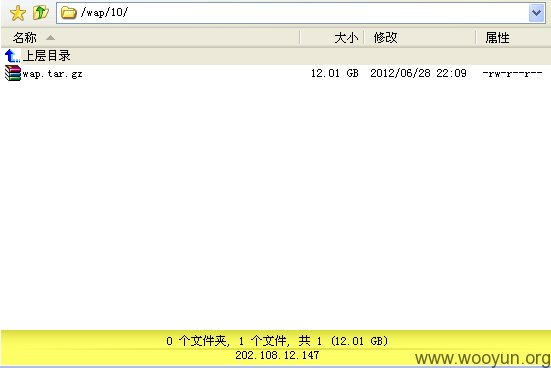 /wap/10/
名称 大小 修改 属性
上层目录
wap.tar.gz 12.01 GB 2012/06/28 22:09 -rw-r--r--
0 个文件夹, 1 个文件, 共 1 (12.01 GB)
202.108.12.147
www.wooyun.org